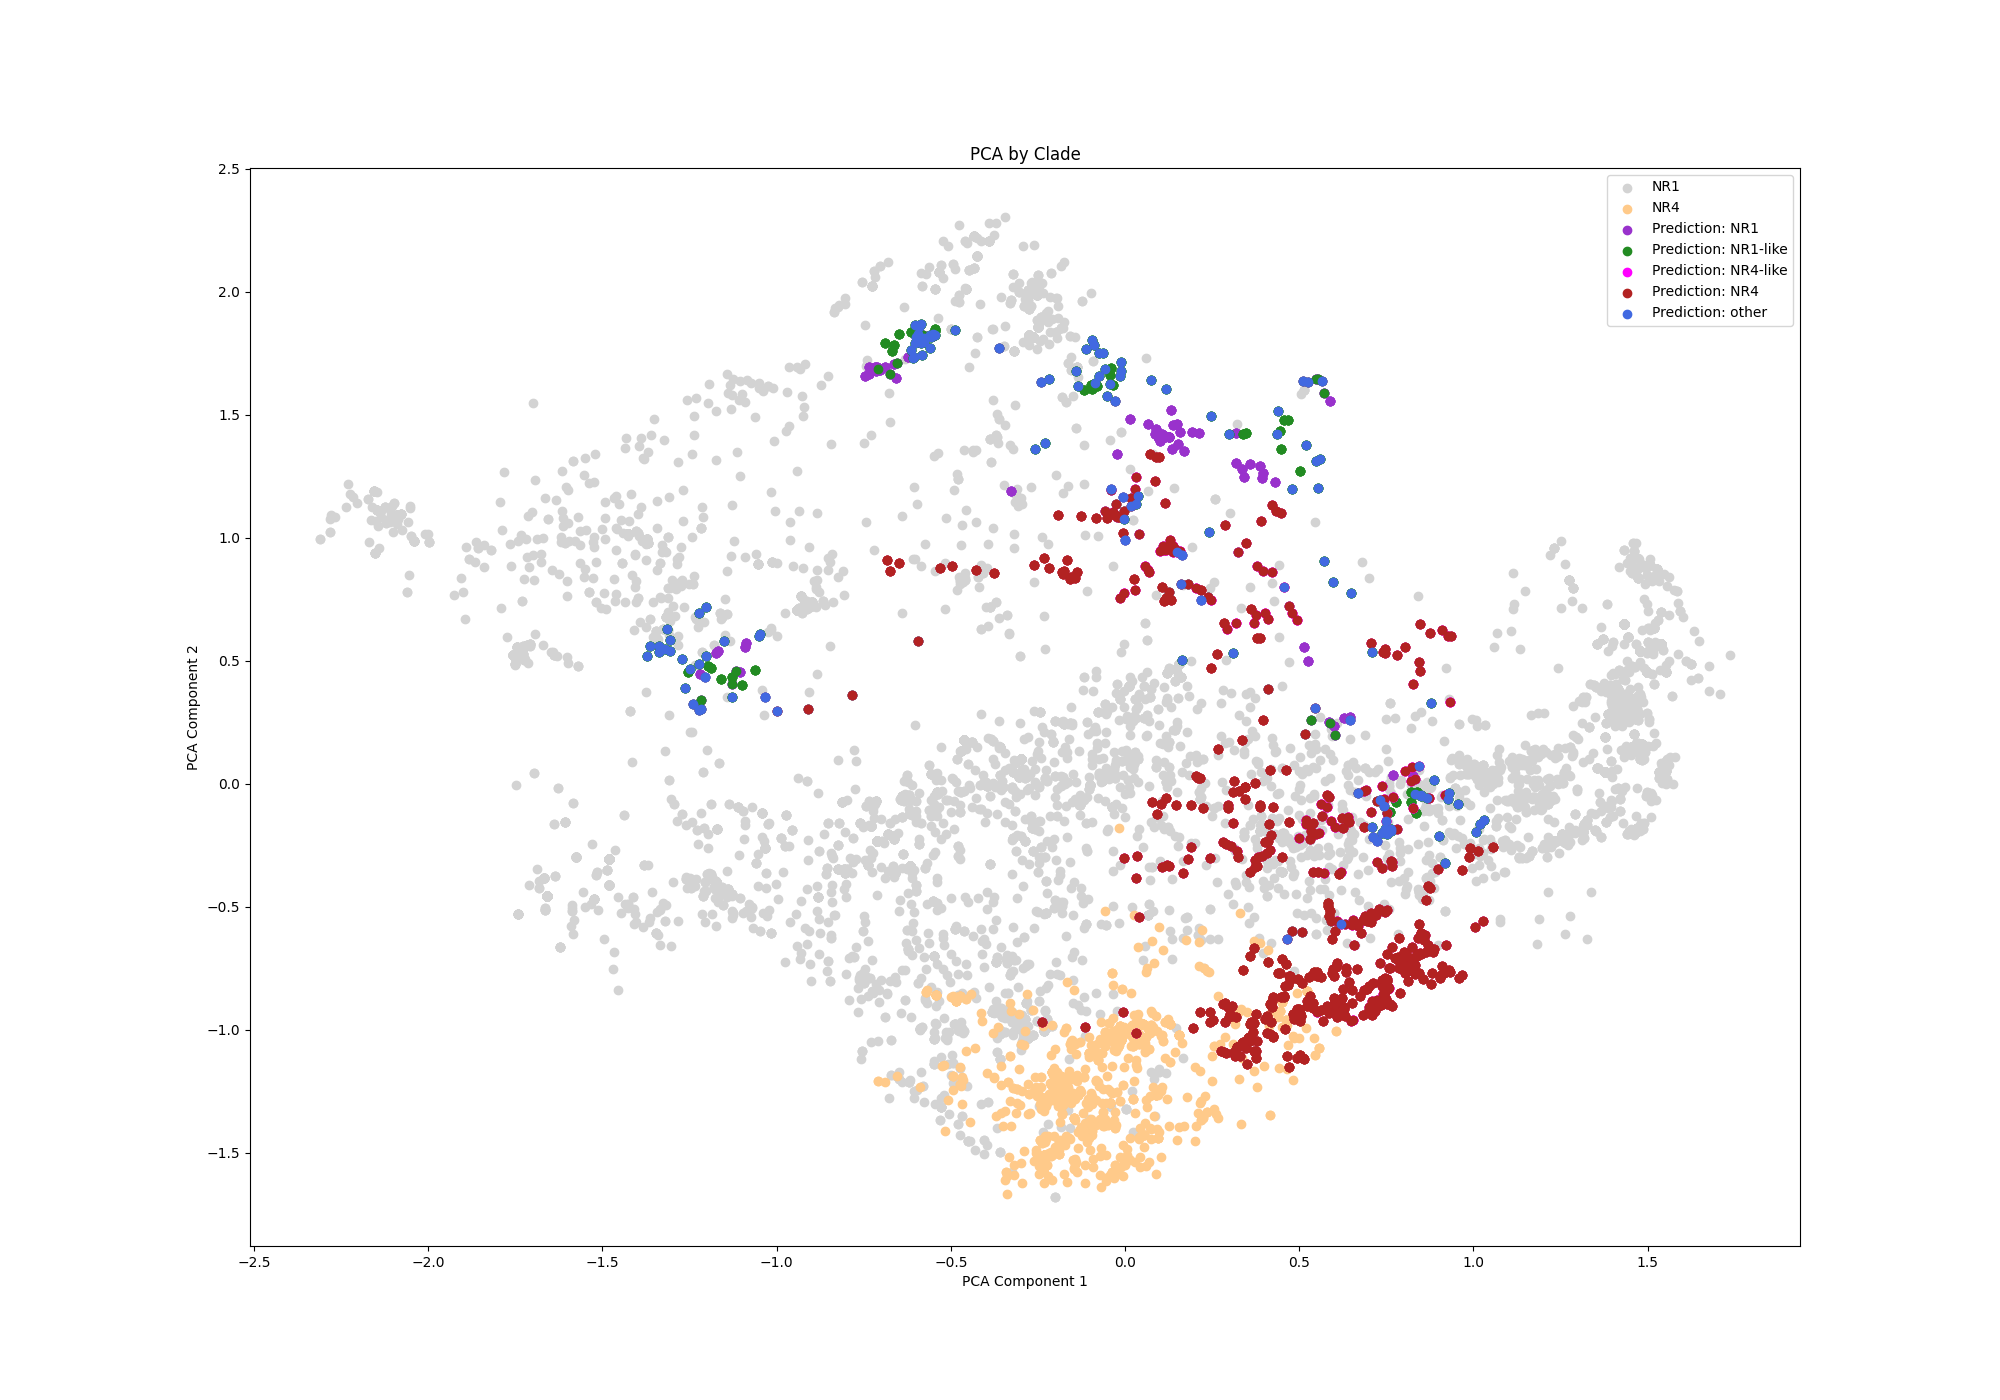 PCA by Clade
NR1
NR4
Prediction: NR1
Prediction: NR1-like
Prediction: NR4-like
Prediction: NR4
Prediction: other
2.5
2.0
1.5
1.0
0.5
0.0
−0.5
−1.0
−1.5
PCA Component 2
−2.5 −2.0 −1.5 −1.0 −0.5 0.0 0.5 1.0 1.5
PCA Component 1